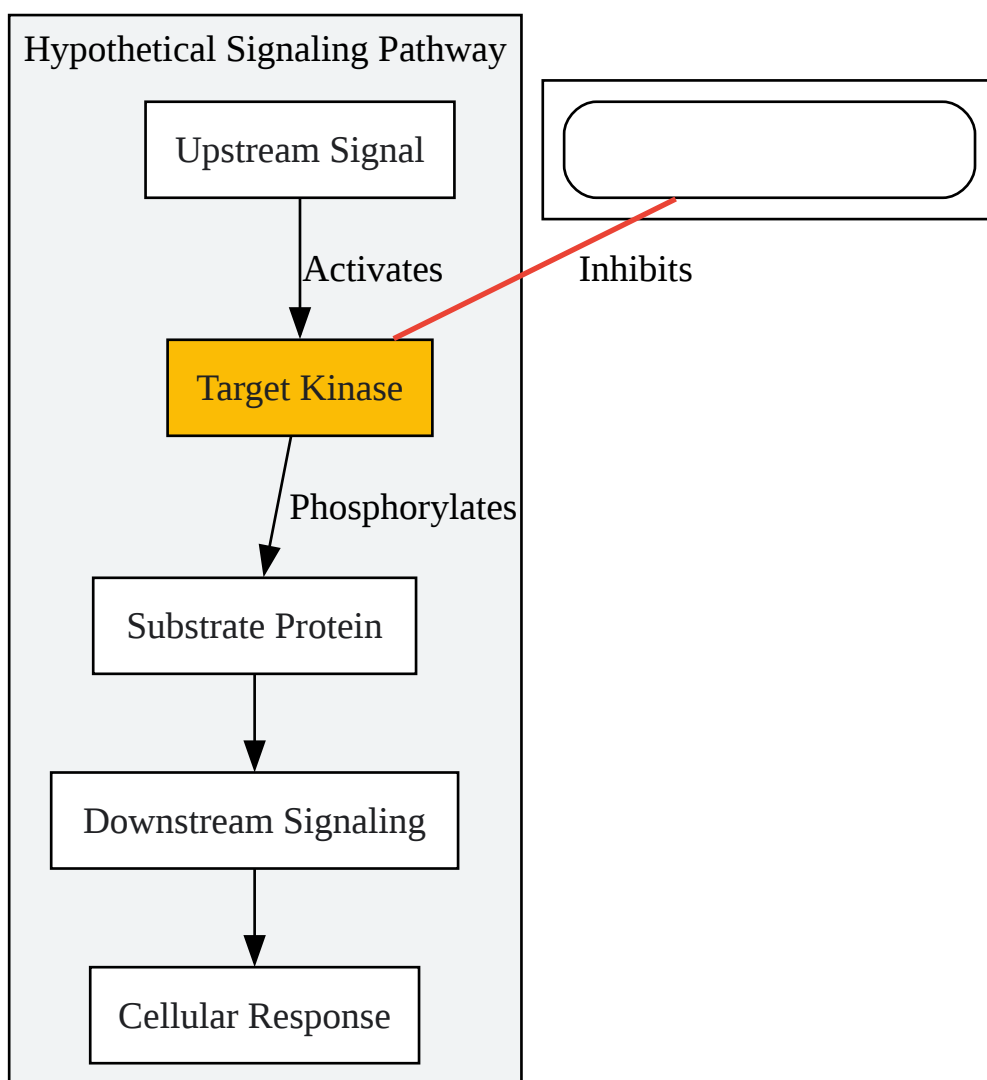 Hypothetical Signaling Pathway
Upstream Signal
Activates
Inhibits
Target Kinase
Phosphorylates
Substrate Protein
Downstream Signaling
Cellular Response